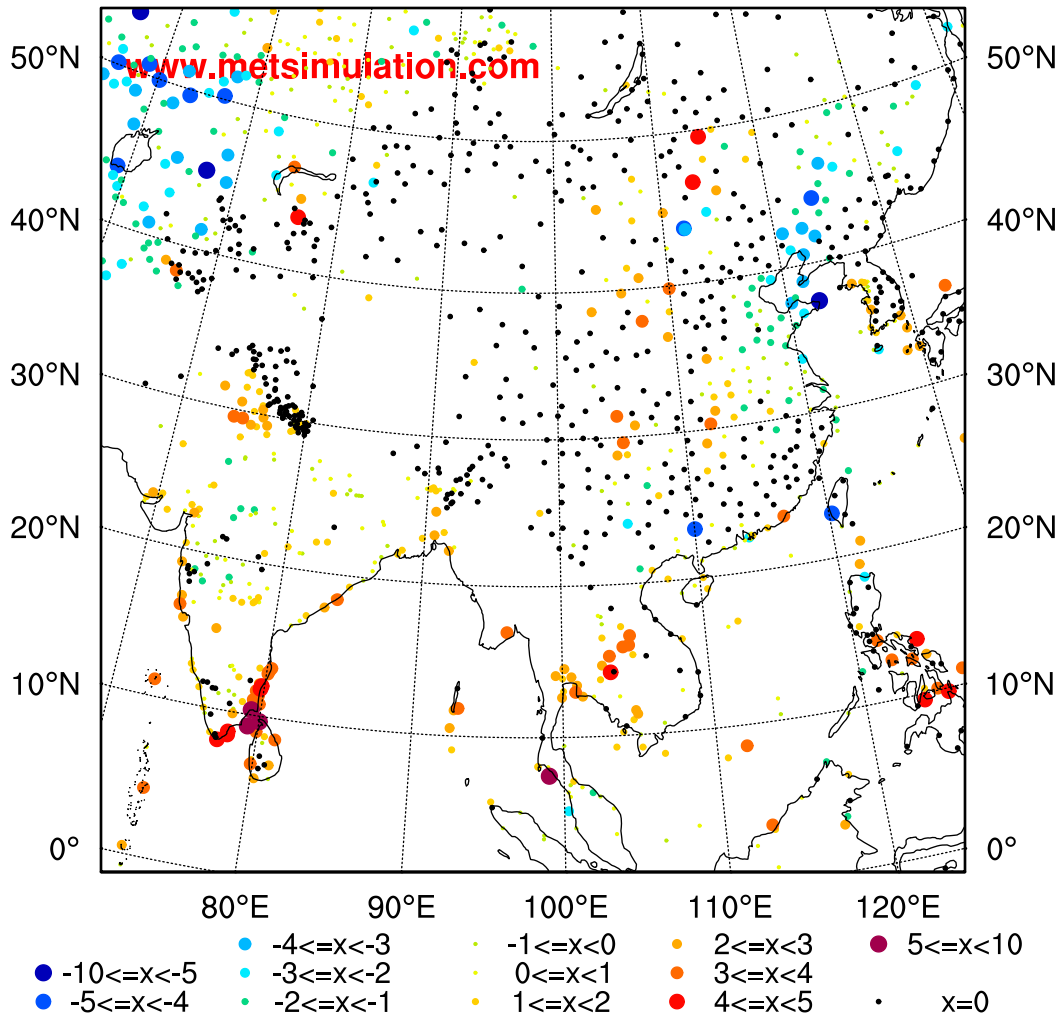 50°N 50°N
www.metsimulation.com
40°N 40°N
30°N 30°N
20°N 20°N
10°N 10°N
0° 0°
80°E 90°E 100°E 110°E 120°E
-4<=x<-3 -1<=x<0 2<=x<3 5<=x<10
-10<=x<-5 -3<=x<-2 0<=x<1 3<=x<4
-5<=x<-4 -2<=x<-1 1<=x<2 4<=x<5 x=0